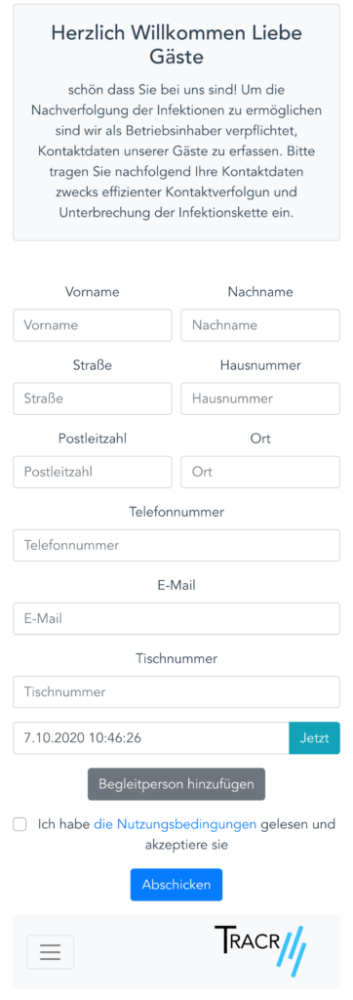 Herzlich Willkommen Liebe
Gäste
schön dass Sie bei uns sind! Um die
Nachverfolgung der Infektionen zu ermöglichen
sind wir als Betriebsinhaber verpflichtet,
Kontaktdaten unserer Gäste zu erfassen. Bitte
tragen Sie nachfolgend Ihre Kontaktdaten
zwecks effizienter Kontaktverfolgun und
Unterbrechung der Infektionskette ein.
Vorname Nachname
Vorname Nachname
Straße Hausnummer
Straße Hausnummer
Postleitzahl Ort
Postleitzahl Ort
Telefonnummer
Telefonnummer
E-Mail
E-Mail
Tischnummer
Tischnummer
7.10.2020 10:46:26 Jetzt
Begleitperson hinzufügen
Ich habe die Nutzungsbedingungen gelesen und
akzeptiere sie
Abschicken
TRACR